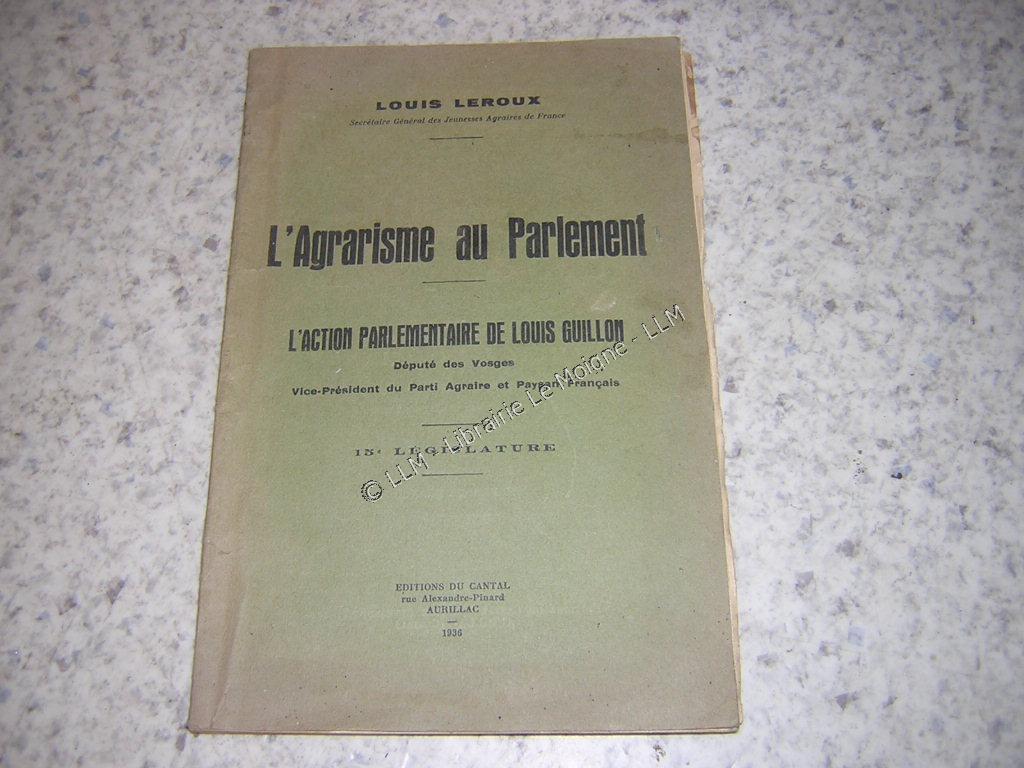 LOUIS LEROUX
Secrétaire Général des Jeunesses Agraires de France
L'Agrarisme au Parlement
L'ACTION PARLEMENTAIRE DE LOUIS GUILLON
Député des Vosges
Vice-Président du Parti Agraire et Paysan Français
15e LÉGISLATURE
© LLM - Librairie Le Moigne - LLM
EDITIONS DU CANTAL
rue Alexandre-Pinard
AURILLAC
1936